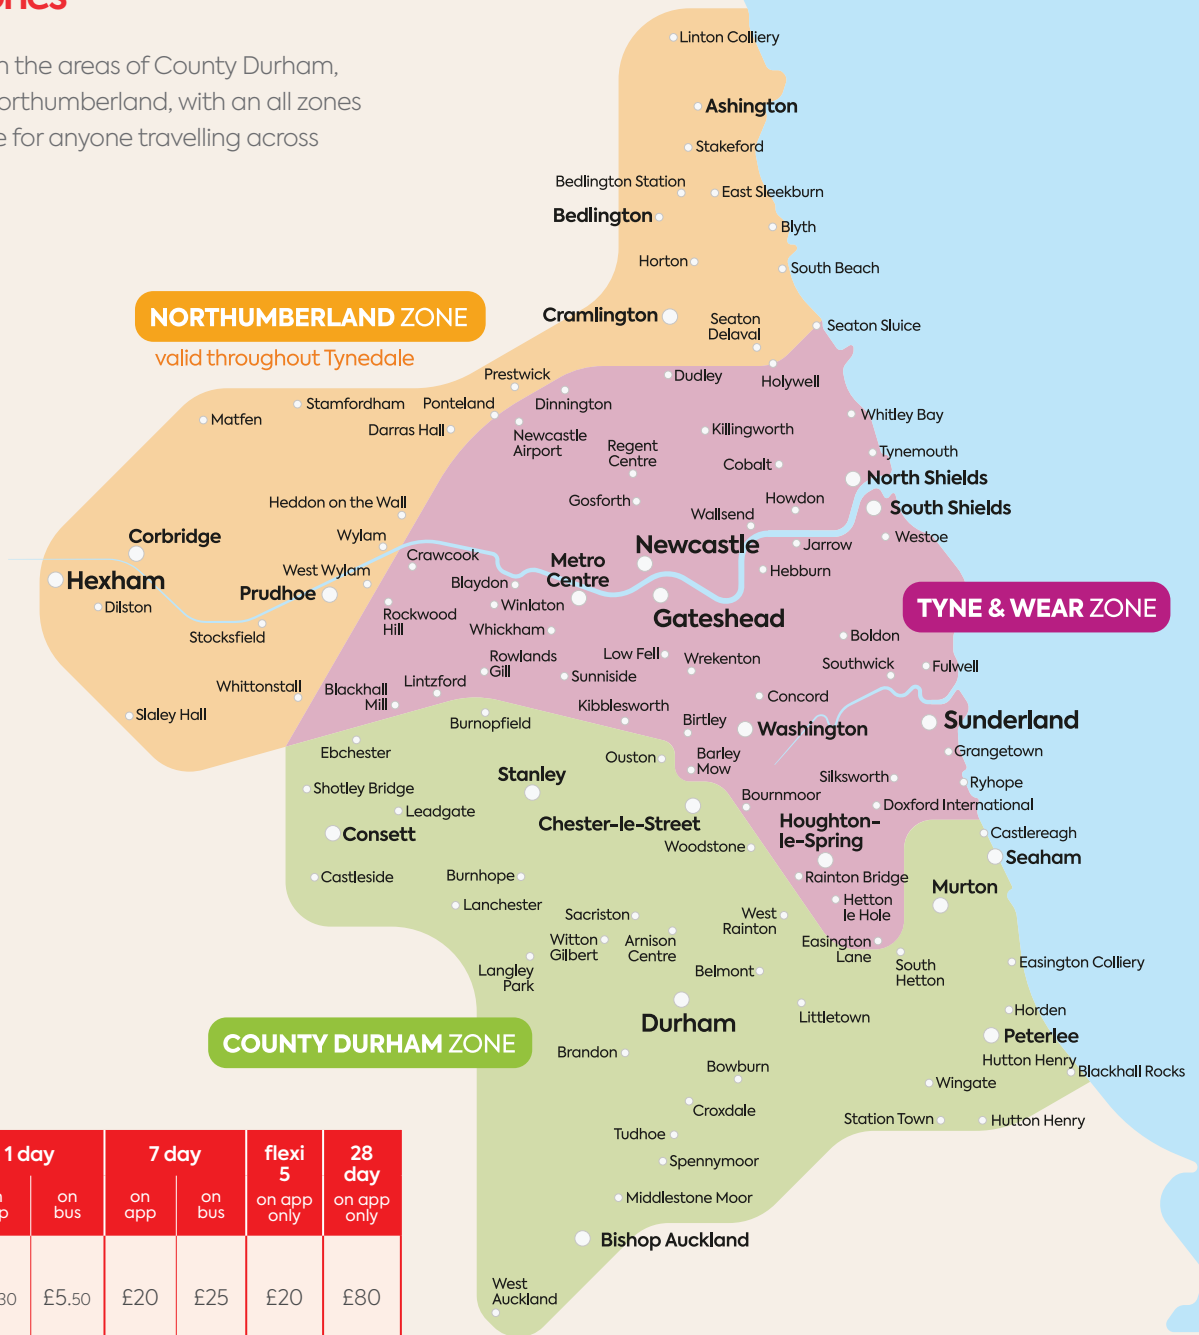 n the areas of County Durham,
orthumberland, with an all zones
e for anyone travelling across
Linton Colliery
Ashington
Stakeford
Bedlington Station
East Sleekburn
Bedlington
Blyth
Horton
South Beach
NORTHUMBERLAND ZONE
valid throughout Tynedale
Cramlington
Seaton
Delaval
Seaton Sluice
Prestwick
Dudley
Holywell
Matfen
Stamfordham
Ponteland
Dinnington
Darras Hall
Newcastle
Airport
Killingworth
Whitley Bay
Regent
Centre
Cobalt
Tynemouth
North Shields
Heddon on the Wall
Gosforth
Howdon
South Shields
Wallsend
Corbridge
Wylam
Crawcook
Newcastle
Jarrow
Westoe
Hexham
West Wylam
Metro
Centre
Hebburn
Blaydon
Prudhoe
Dilston
Rockwood
Hill
Winlaton
Gateshead
TYNE & WEAR ZONE
Stocksfield
Whickham
Boldon
Low Fell
Wrekenton
Southwick
Fulwell
Rowlands
Gill
Sunniside
Whittonstall
Blackhall
Mill
Lintzford
Concord
Slaley Hall
Kibblesworth
Birtley
Washington
Sunderland
Burnopfield
Ebchester
Ouston
Barley
Mow
Grangetown
Stanley
Silksworth
Ryhope
Shotley Bridge
Bournmoor
Doxford International
Leadgate
Chester-le-Street
Houghton-
le-Spring
Castlereagh
Consett
Woodstone
Seaham
Castleside
Burnhope
Rainton Bridge
Murton
Lanchester
Hetton
le Hole
Sacriston
West
Rainton
Witton
Gilbert
Arnison
Centre
Easington
Lane
South
Hetton
Easington Colliery
Langley
Park
Belmont
Durham
Littletown
Horden
COUNTY DURHAM ZONE
Peterlee
Brandon
Hutton Henry
Blackhall Rocks
Bowburn
Wingate
Croxdale
Station Town
Hutton Henry
Tudhoe
Spennymoor
Middlestone Moor
Bishop Auckland
West
Auckland
1 day
7 day
flexi
5
28
day
on
bus
on
app
on
bus
on app
only
on app
only
30
£5.50
£20
£25
£20
£80